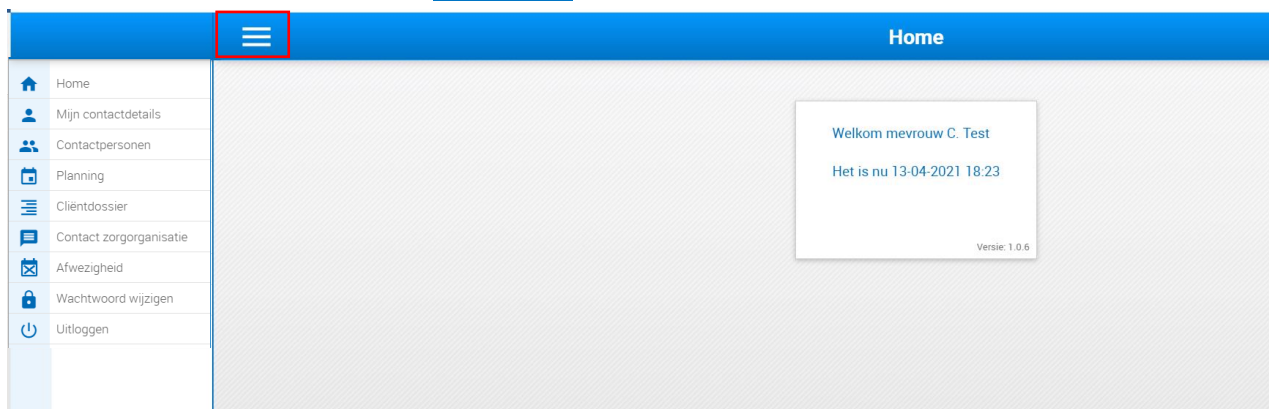 Home
Home
Mijn contactdetails
Contactpersonen
Planning
Cliëntdossier
Contact zorgorganisatie
Afwezigheid
Wachtwoord wijzigen
Uitloggen
Welkom mevrouw C. Test
Het is nu 13-04-2021 18:23
Versie: 1.0.6